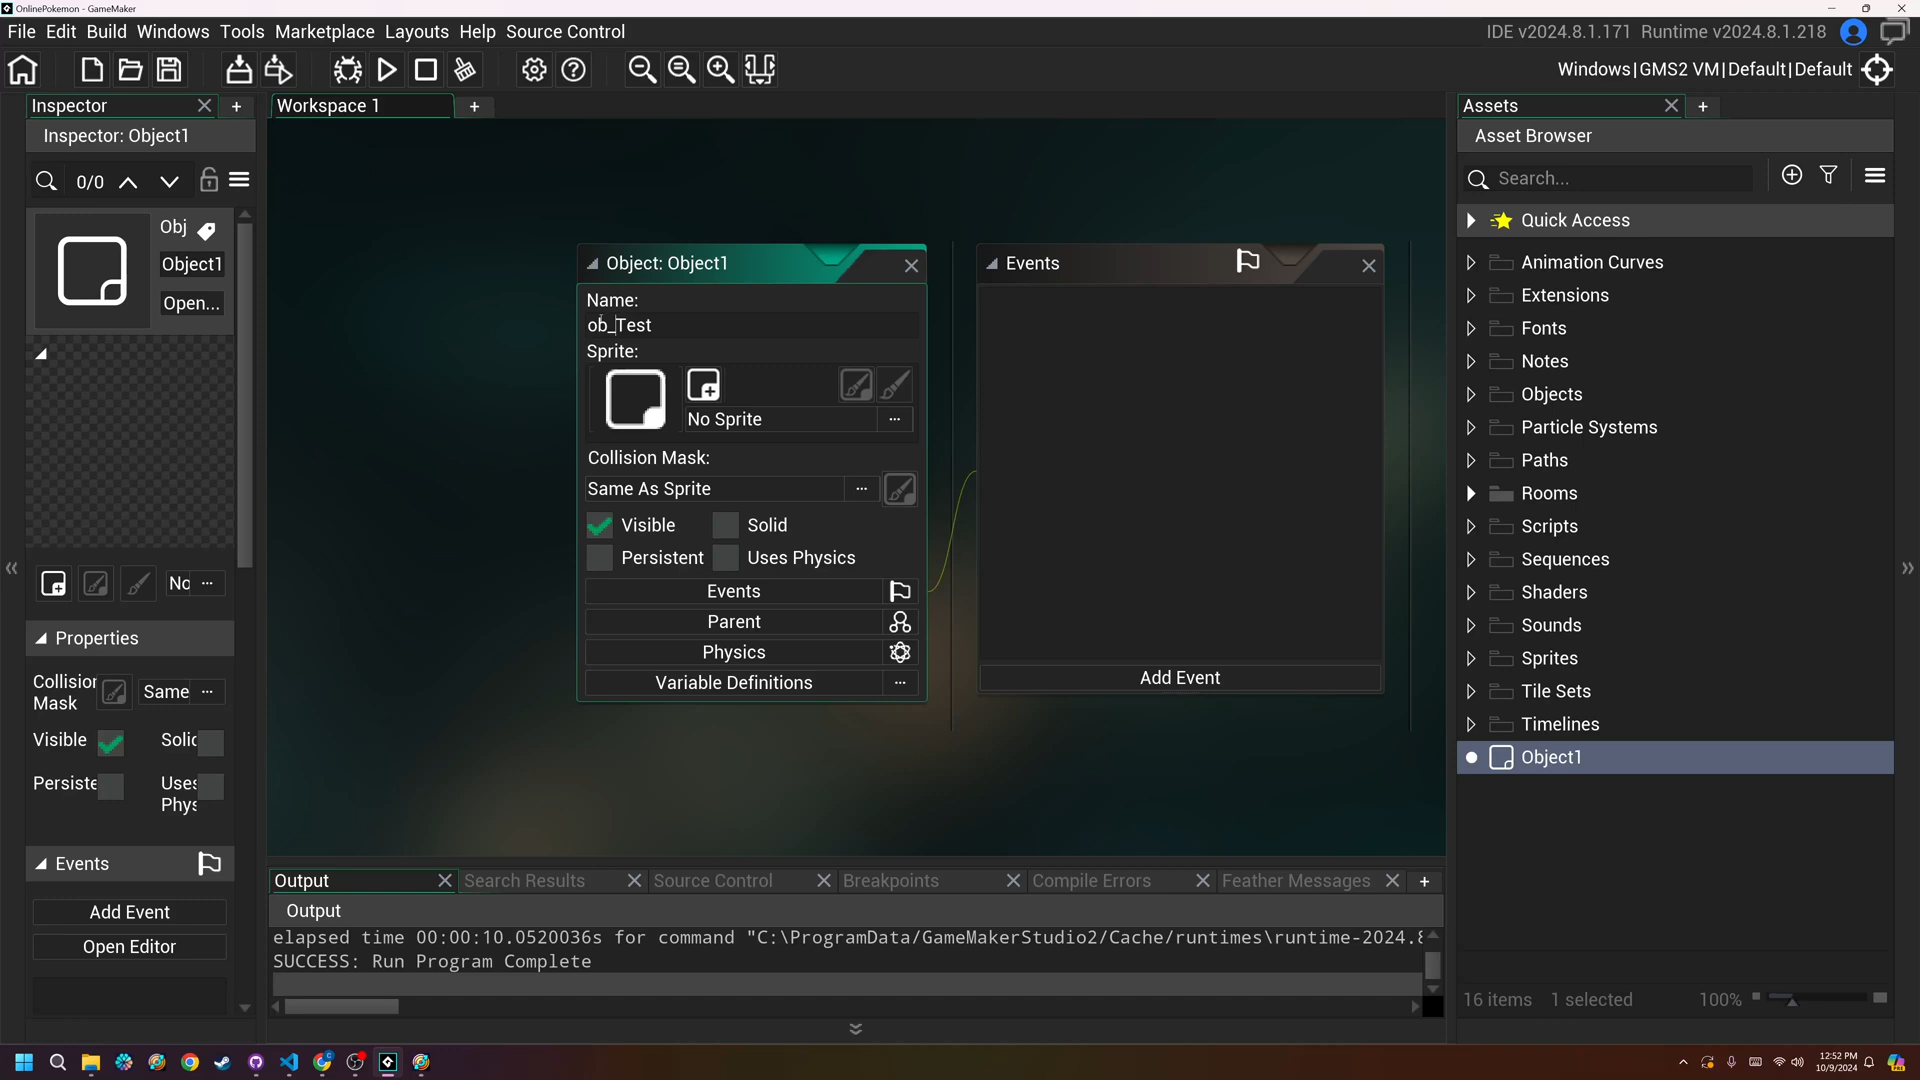 OnlinePokemon - GameMaker
File Edit Build Windows Tools Marketplace Layouts Help Source Control
IDE v2024.8.1.171 Runtime v2024.8.1.218
Windows|GMS2 VM|Default|Default
Inspector
Inspector: Object1
0/0
Obj
Object1
Open...
No ...
Properties
Collision Mask
Same ...
Visible
Solid
Persiste
Uses Phys
Events
Add Event
Open Editor
Workspace 1
Object: Object1
Name:
ob_Test
Sprite:
No Sprite ...
Collision Mask:
Same As Sprite ...
Visible Solid
Persistent Uses Physics
Events
Parent
Physics
Variable Definitions ...
Events
Add Event
Output Search Results Source Control Breakpoints Compile Errors Feather Messages
Output
elapsed time 00:00:10.0520036s for command "C:\ProgramData/GameMakerStudio2/Cache/runtimes\runtime-2024.8
SUCCESS: Run Program Complete
Assets
Asset Browser
Search...
Quick Access
Animation Curves
Extensions
Fonts
Notes
Objects
Particle Systems
Paths
Rooms
Scripts
Sequences
Shaders
Sounds
Sprites
Tile Sets
Timelines
Object1
16 items 1 selected 100%
12:52 PM
10/9/2024